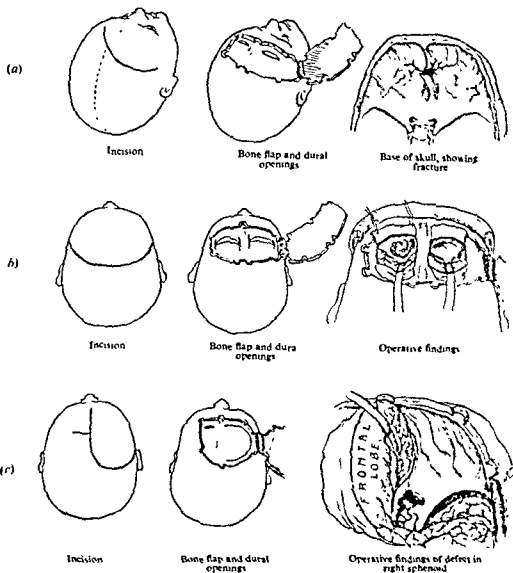 (a)
Incision
Bone flap and dural
openings
Base of skull, showing
fracture
b)
Incision
Bone flap and dura
openings
Operative findings
(c)
FRONTAL
LOBE
Incision
Bone flap and dural
openings
Operative findings of defect in
right sphenoid